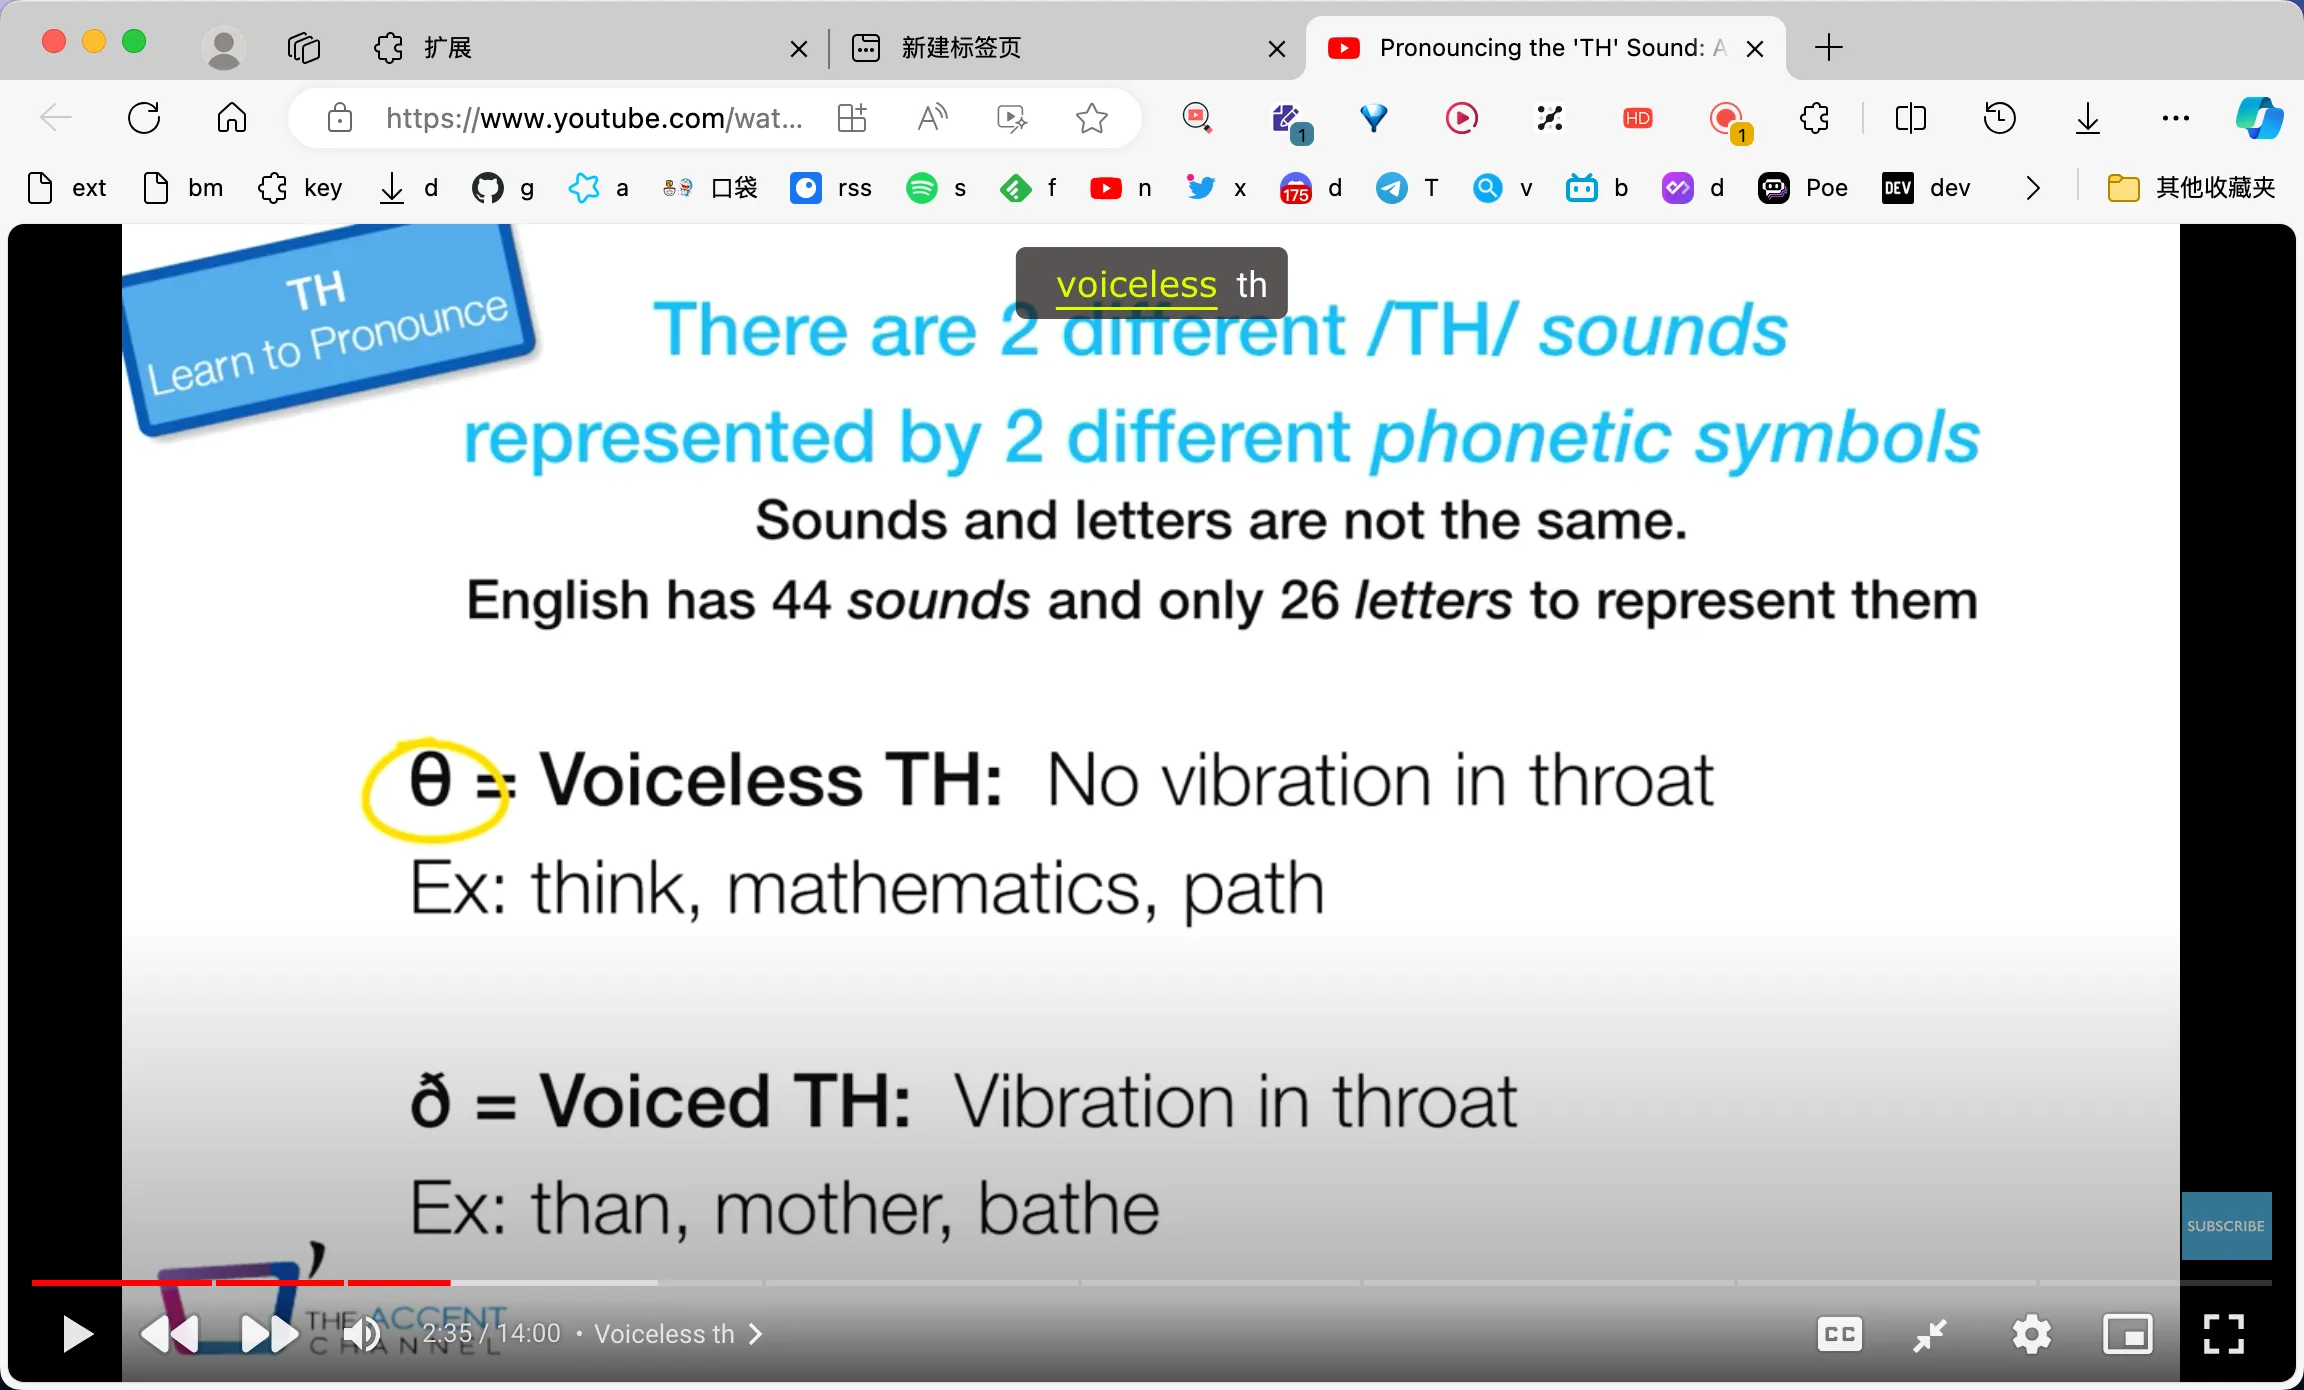 扩展
新建标签页
Pronouncing the 'TH' Sound: A
https://www.youtube.com/wat...
1
HD
1
ext
bm
key
d
g
a
口袋
rss
s
f
n
x
175
d
T
v
b
d
Poe
DEV
dev
其他收藏夹
TH
Learn to Pronounce
voiceless th
There are 2 different /TH/ sounds
represented by 2 different phonetic symbols
Sounds and letters are not the same.
English has 44 sounds and only 26 letters to represent them
θ = Voiceless TH: No vibration in throat
Ex: think, mathematics, path
ð = Voiced TH: Vibration in throat
Ex: than, mother, bathe
SUBSCRIBE
THE ACCENT
CHANNEL
2:35 / 14:00 • Voiceless th
CC